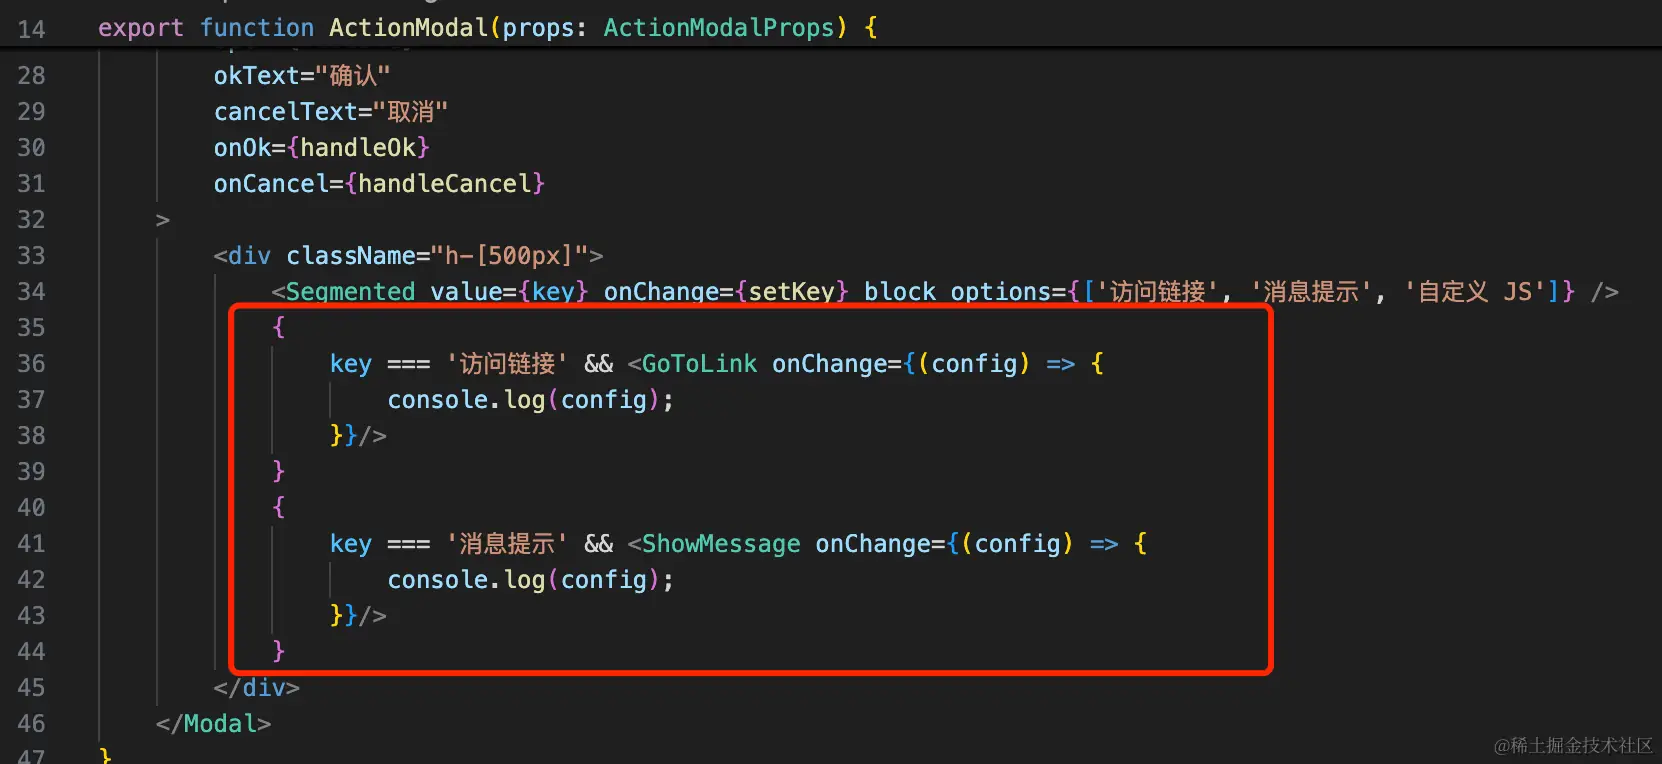 14 export function ActionModal(props: ActionModalProps) {
28 okText="确认"
29 cancelText="取消"
30 onOk={handleOk}
31 onCancel={handleCancel}
32 >
33 <div className="h-[500px]">
34 <Segmented value={key} onChange={setKey} block options={['访问链接', '消息提示', '自定义 JS']} />
35 {
36 key === '访问链接' && <GoToLink onChange={(config) => {
37 console.log(config);
38 }}/>
39 }
40 {
41 key === '消息提示' && <ShowMessage onChange={(config) => {
42 console.log(config);
43 }}/>
44 }
45 </div>
46 </Modal>
47 }
@稀土掘金技术社区